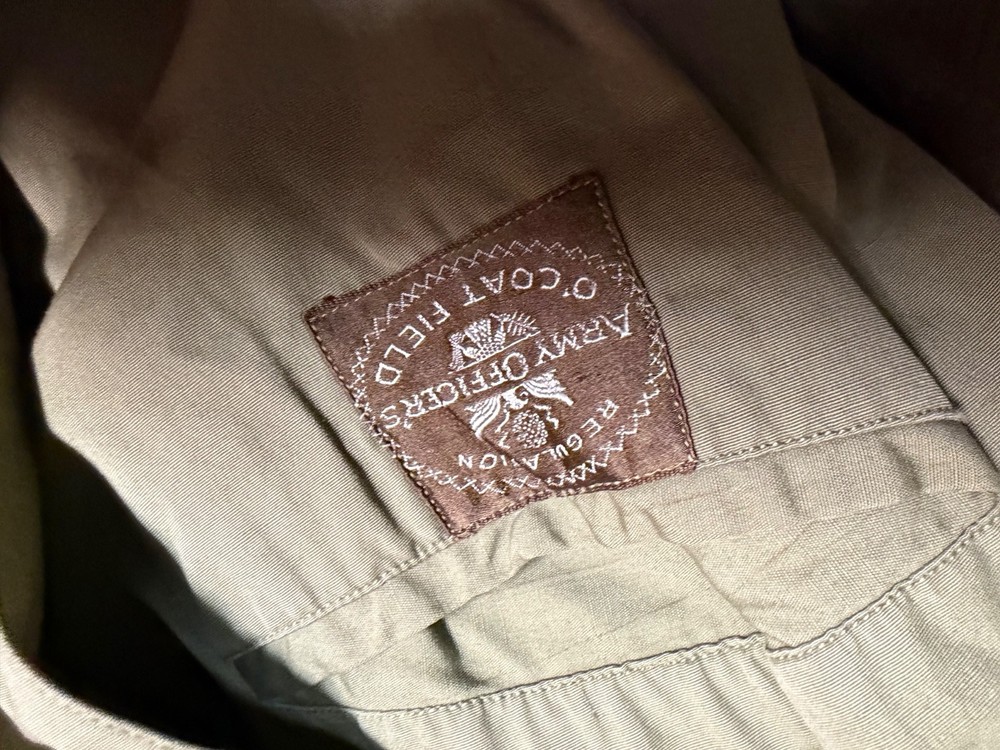 REGULATION
ARMY OFFICERS
O'COAT FIELD